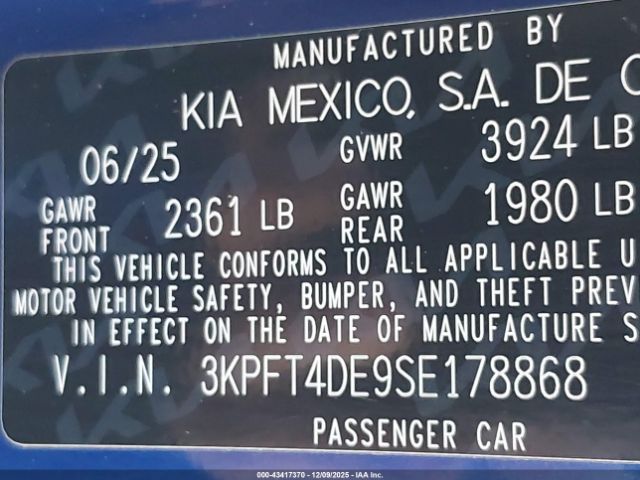 MANUFACTURED BY
KIA MEXICO, S.A. DE C
06/25 GVWR 3924 LB
GAWR FRONT 2361 LB GAWR REAR 1980 LB
THIS VEHICLE CONFORMS TO ALL APPLICABLE U
MOTOR VEHICLE SAFETY, BUMPER, AND THEFT PREV
IN EFFECT ON THE DATE OF MANUFACTURE S
V.I.N. 3KPFT4DE9SE178868
PASSENGER CAR
000-43417370 - 12/09/2025 - IAA Inc.